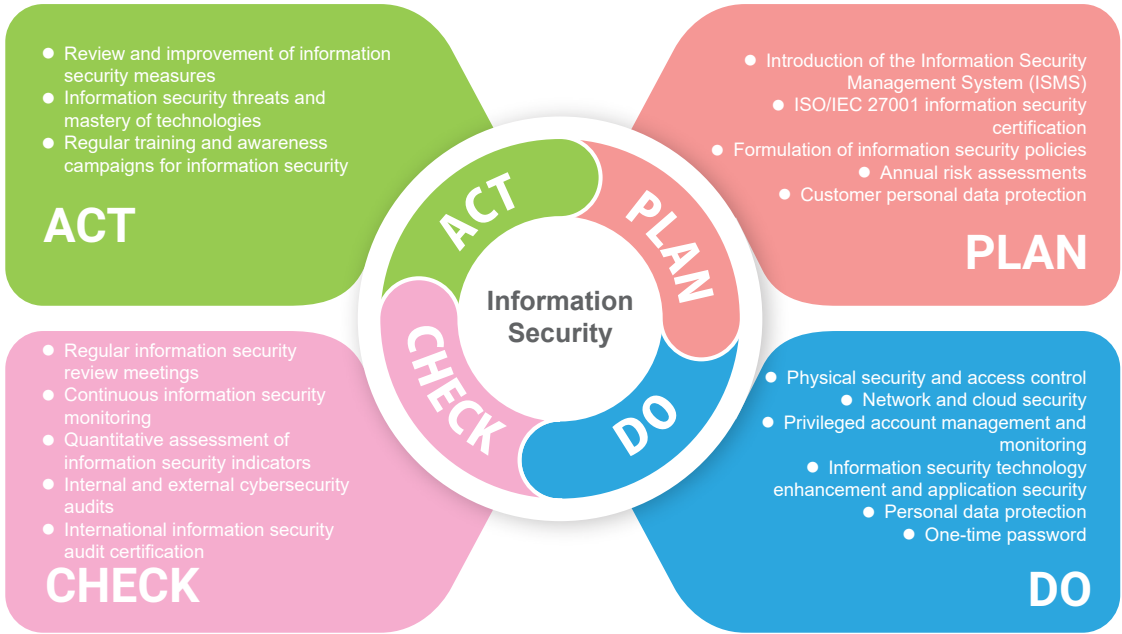 ● Review and improvement of information
security measures
● Information security threats and
mastery of technologies
● Regular training and awareness
campaigns for information security
ACT
● Introduction of the Information Security
Management System (ISMS)
● ISO/IEC 27001 information security
certification
● Formulation of information security policies
● Annual risk assessments
● Customer personal data protection
PLAN
ACT
PLAN
Information
Security
CHECK
DO
● Regular information security
review meetings
● Continuous information security
monitoring
● Quantitative assessment of
information security indicators
● Internal and external cybersecurity
audits
● International information security
audit certification
CHECK
● Physical security and access control
● Network and cloud security
● Privileged account management and
monitoring
● Information security technology
enhancement and application security
● Personal data protection
● One-time password
DO